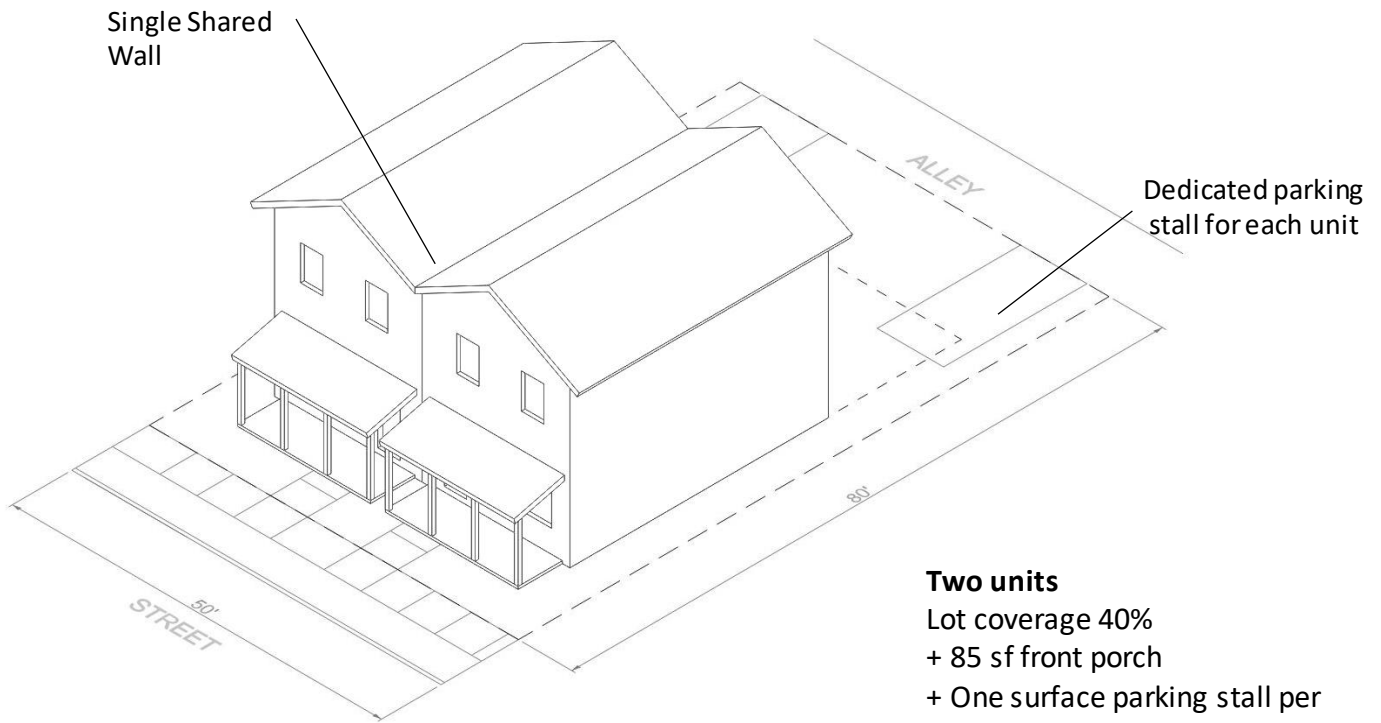 Single Shared
Wall
ALLEY
Dedicated parking
stall for each unit
80'
50'
STREET
Two units
Lot coverage 40%
+ 85 sf front porch
+ One surface parking stall per